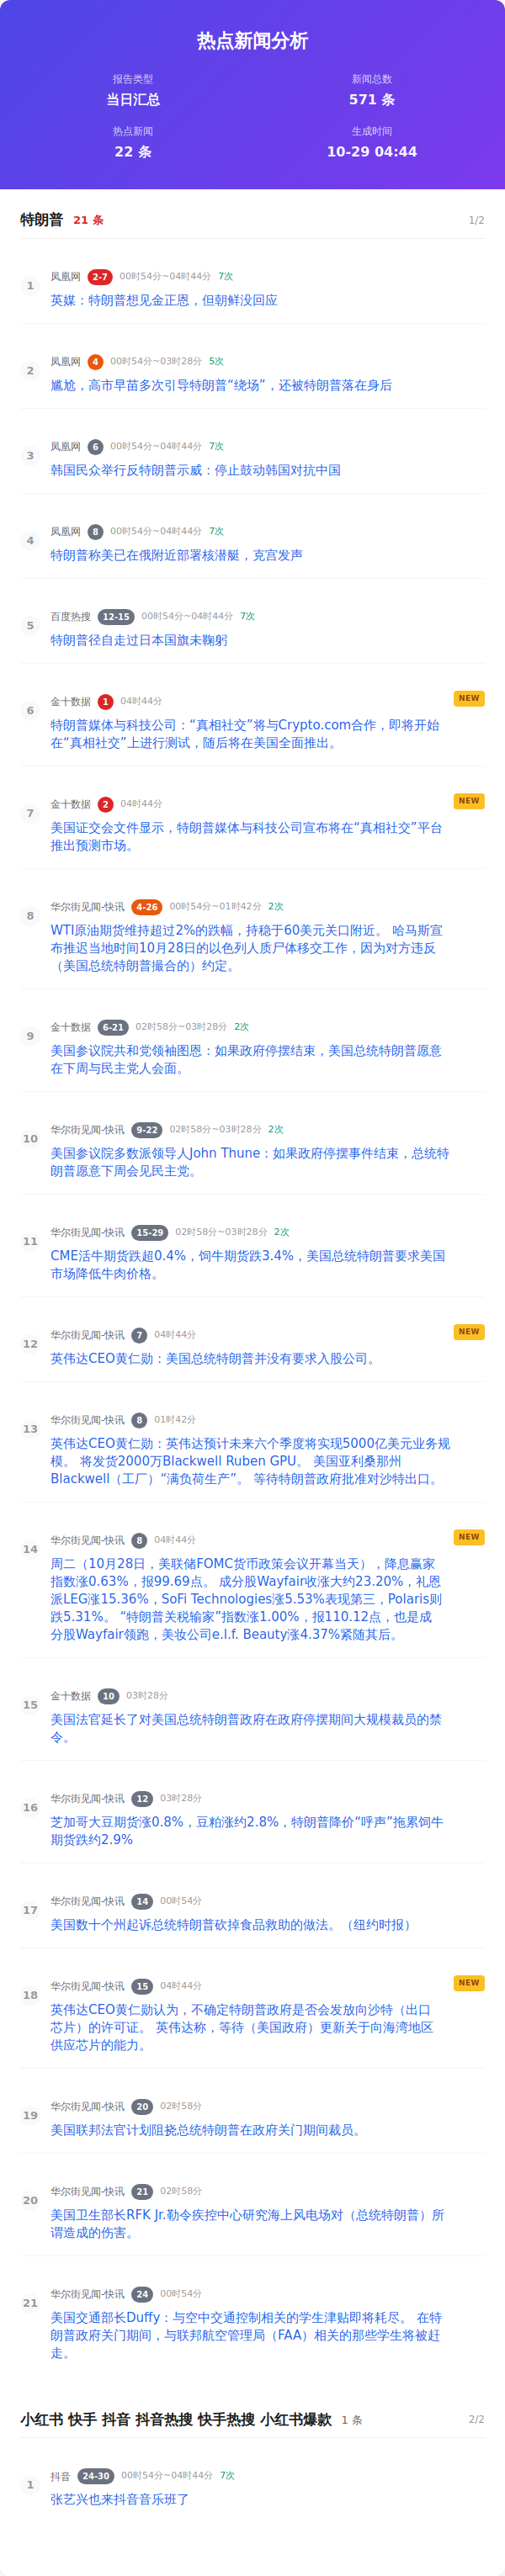 热点新闻分析
报告类型
新闻总数
当日汇总
571 条
热点新闻
生成时间
22 条
10-29 04:44
特朗普 21 条 1/2
1 凤凰网 2-7 00时54分~04时44分 7次
英媒：特朗普想见金正恩，但朝鲜没回应
2 凤凰网 4 00时54分~03时28分 5次
尴尬，高市早苗多次引导特朗普“绕场”，还被特朗普落在身后
3 凤凰网 6 00时54分~04时44分 7次
韩国民众举行反特朗普示威：停止鼓动韩国对抗中国
4 凤凰网 8 00时54分~04时44分 7次
特朗普称美已在俄附近部署核潜艇，克宫发声
5 百度热搜 12-15 00时54分~04时44分 7次
特朗普径自走过日本国旗未鞠躬
6 金十数据 1 04时44分 NEW
特朗普媒体与科技公司：“真相社交”将与Crypto.com合作，即将开始
在“真相社交”上进行测试，随后将在美国全面推出。
7 金十数据 2 04时44分 NEW
美国证交会文件显示，特朗普媒体与科技公司宣布将在“真相社交”平台
推出预测市场。
8 华尔街见闻-快讯 4-26 00时54分~01时42分 2次
WTI原油期货维持超过2%的跌幅，持稳于60美元关口附近。 哈马斯宣
布推迟当地时间10月28日的以色列人质尸体移交工作，因为对方违反
（美国总统特朗普撮合的）约定。
9 金十数据 6-21 02时58分~03时28分 2次
美国参议院共和党领袖图恩：如果政府停摆结束，美国总统特朗普愿意
在下周与民主党人会面。
10 华尔街见闻-快讯 9-22 02时58分~03时28分 2次
美国参议院多数派领导人John Thune：如果政府停摆事件结束，总统特
朗普愿意下周会见民主党。
11 华尔街见闻-快讯 15-29 02时58分~03时28分 2次
CME活牛期货跌超0.4%，饲牛期货跌3.4%，美国总统特朗普要求美国
市场降低牛肉价格。
12 华尔街见闻-快讯 7 04时44分 NEW
英伟达CEO黄仁勋：美国总统特朗普并没有要求入股公司。
13 华尔街见闻-快讯 8 01时42分
英伟达CEO黄仁勋：英伟达预计未来六个季度将实现5000亿美元业务规
模。 将发货2000万Blackwell Ruben GPU。 美国亚利桑那州
Blackwell（工厂）“满负荷生产”。 等待特朗普政府批准对沙特出口。
14 华尔街见闻-快讯 8 04时44分 NEW
周二（10月28日，美联储FOMC货币政策会议开幕当天），降息赢家
指数涨0.63%，报99.69点。 成分股Wayfair收涨大约23.20%，礼恩
派LEG涨15.36%，SoFi Technologies涨5.53%表现第三，Polaris则
跌5.31%。 “特朗普关税输家”指数涨1.00%，报110.12点，也是成
分股Wayfair领跑，美妆公司e.l.f. Beauty涨4.37%紧随其后。
15 金十数据 10 03时28分
美国法官延长了对美国总统特朗普政府在政府停摆期间大规模裁员的禁
令。
16 华尔街见闻-快讯 12 03时28分
芝加哥大豆期货涨0.8%，豆粕涨约2.8%，特朗普降价“呼声”拖累饲牛
期货跌约2.9%
17 华尔街见闻-快讯 14 00时54分
美国数十个州起诉总统特朗普砍掉食品救助的做法。（纽约时报）
18 华尔街见闻-快讯 15 04时44分 NEW
英伟达CEO黄仁勋认为，不确定特朗普政府是否会发放向沙特（出口
芯片）的许可证。 英伟达称，等待（美国政府）更新关于向海湾地区
供应芯片的能力。
19 华尔街见闻-快讯 20 02时58分
美国联邦法官计划阻挠总统特朗普在政府关门期间裁员。
20 华尔街见闻-快讯 21 02时58分
美国卫生部长RFK Jr.勒令疾控中心研究海上风电场对（总统特朗普）所
谓造成的伤害。
21 华尔街见闻-快讯 24 00时54分
美国交通部长Duffy：与空中交通控制相关的学生津贴即将耗尽。 在特
朗普政府关门期间，与联邦航空管理局（FAA）相关的那些学生将被赶
走。
小红书 快手 抖音 抖音热搜 快手热搜 小红书爆款 1 条 2/2
1 抖音 24-30 00时54分~04时44分 7次
张艺兴也来抖音音乐班了